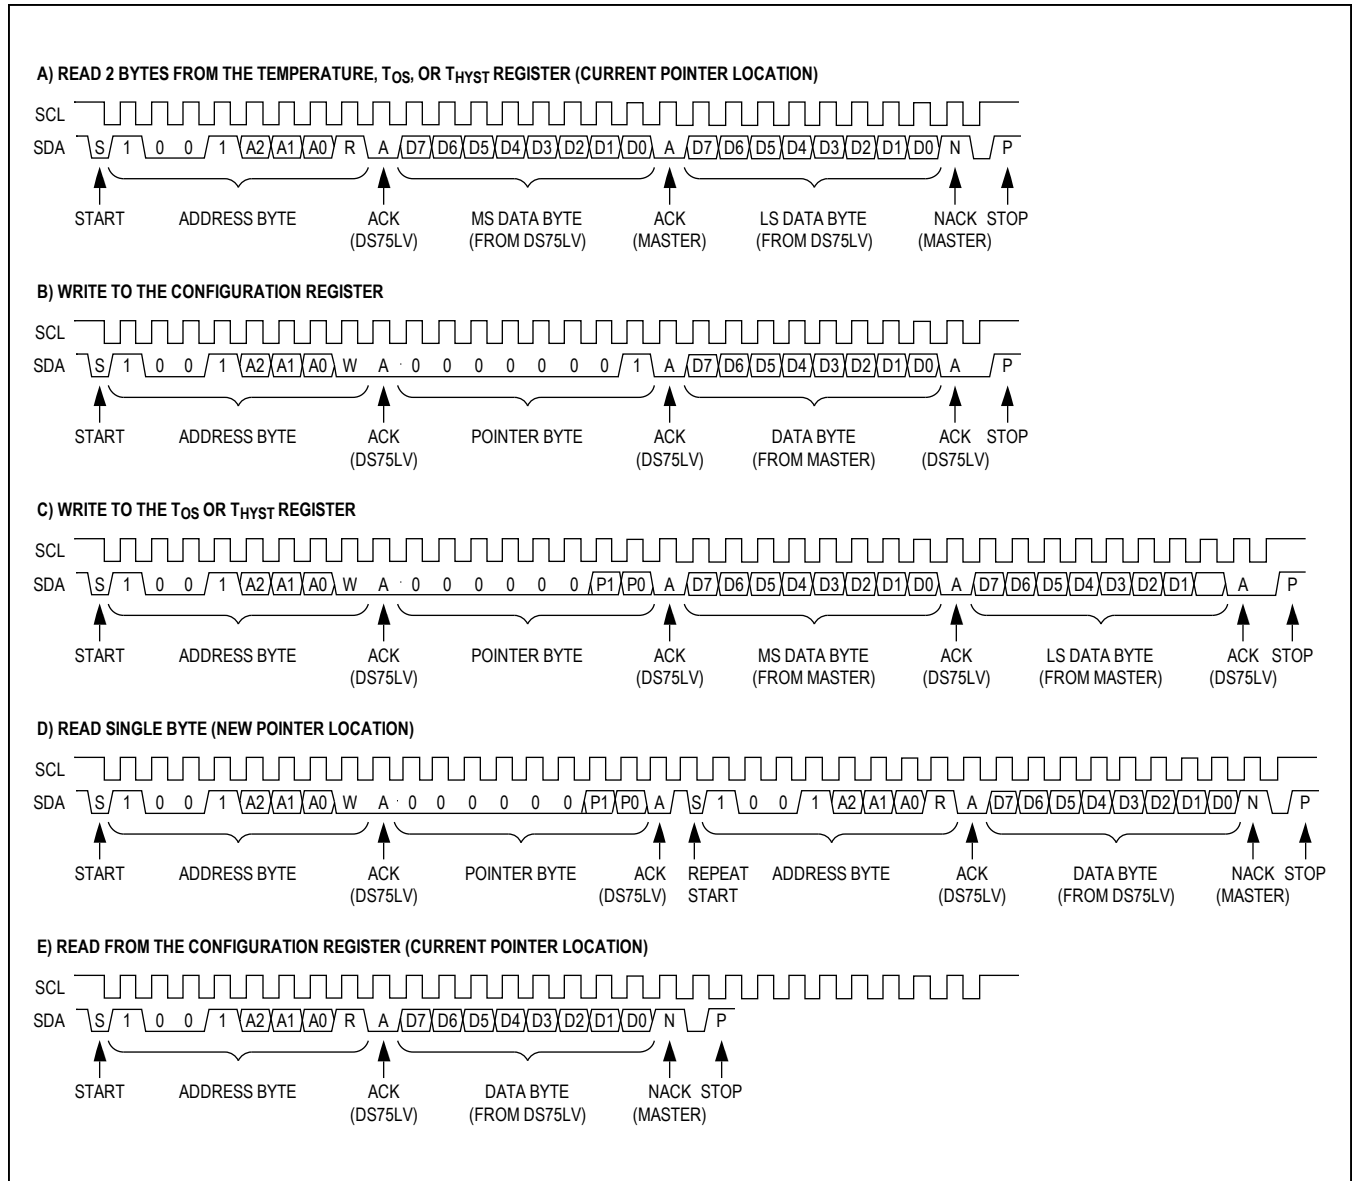 A) READ 2 BYTES FROM THE TEMPERATURE, TOS, OR THYST REGISTER (CURRENT POINTER LOCATION)
SCL
SDA S 1 0 0 1 A2 A1 A0 R A D7 D6 D5 D4 D3 D2 D1 D0 A D7 D6 D5 D4 D3 D2 D1 D0 N P
START ADDRESS BYTE ACK MS DATA BYTE ACK LS DATA BYTE NACK STOP
(DS75LV) (FROM DS75LV) (MASTER) (FROM DS75LV) (MASTER)
B) WRITE TO THE CONFIGURATION REGISTER
SCL
SDA S 1 0 0 1 A2 A1 A0 W A 0 0 0 0 0 0 0 1 A D7 D6 D5 D4 D3 D2 D1 D0 A P
START ADDRESS BYTE ACK POINTER BYTE ACK DATA BYTE ACK STOP
(DS75LV) (DS75LV) (FROM MASTER) (DS75LV)
C) WRITE TO THE TOS OR THYST REGISTER
SCL
SDA S 1 0 0 1 A2 A1 A0 W A 0 0 0 0 0 0 P1 P0 A D7 D6 D5 D4 D3 D2 D1 D0 A D7 D6 D5 D4 D3 D2 D1 A P
START ADDRESS BYTE ACK POINTER BYTE ACK MS DATA BYTE ACK LS DATA BYTE ACK STOP
(DS75LV) (DS75LV) (FROM MASTER) (DS75LV) (FROM MASTER) (DS75LV)
D) READ SINGLE BYTE (NEW POINTER LOCATION)
SCL
SDA S 1 0 0 1 A2 A1 A0 W A 0 0 0 0 0 0 P1 P0 A S 1 0 0 1 A2 A1 A0 R A D7 D6 D5 D4 D3 D2 D1 D0 N P
START ADDRESS BYTE ACK POINTER BYTE ACK REPEAT ADDRESS BYTE ACK DATA BYTE NACK STOP
(DS75LV) (DS75LV) START (DS75LV) (FROM DS75LV) (MASTER)
E) READ FROM THE CONFIGURATION REGISTER (CURRENT POINTER LOCATION)
SCL
SDA S 1 0 0 1 A2 A1 A0 R A D7 D6 D5 D4 D3 D2 D1 D0 N P
START ADDRESS BYTE ACK DATA BYTE NACK STOP
(DS75LV) (FROM DS75LV) (MASTER)